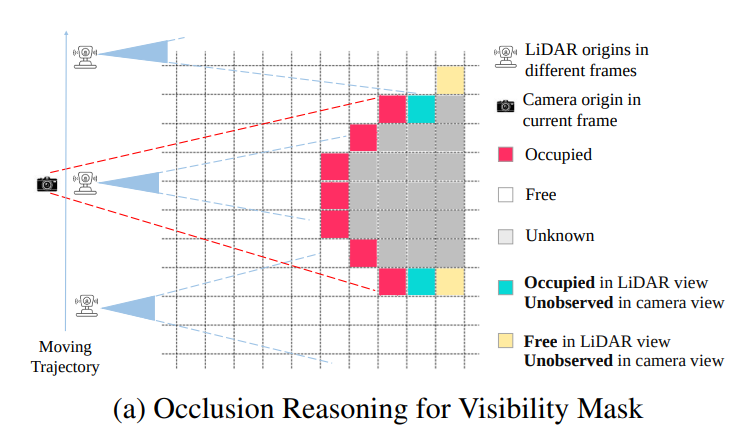 LiDAR origins in
different frames
Camera origin in
current frame
Occupied
Free
Unknown
Occupied in LiDAR view
Unobserved in camera view
Free in LiDAR view
Unobserved in camera view
Moving
Trajectory
(a) Occlusion Reasoning for Visibility Mask